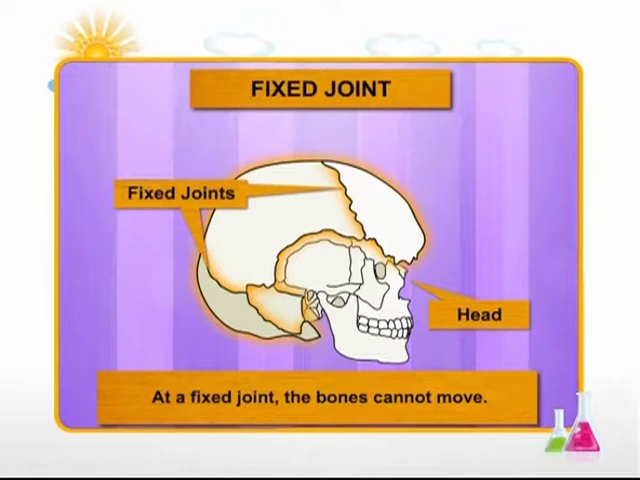 FIXED JOINT
Fixed Joints
Head
At a fixed joint, the bones cannot move.